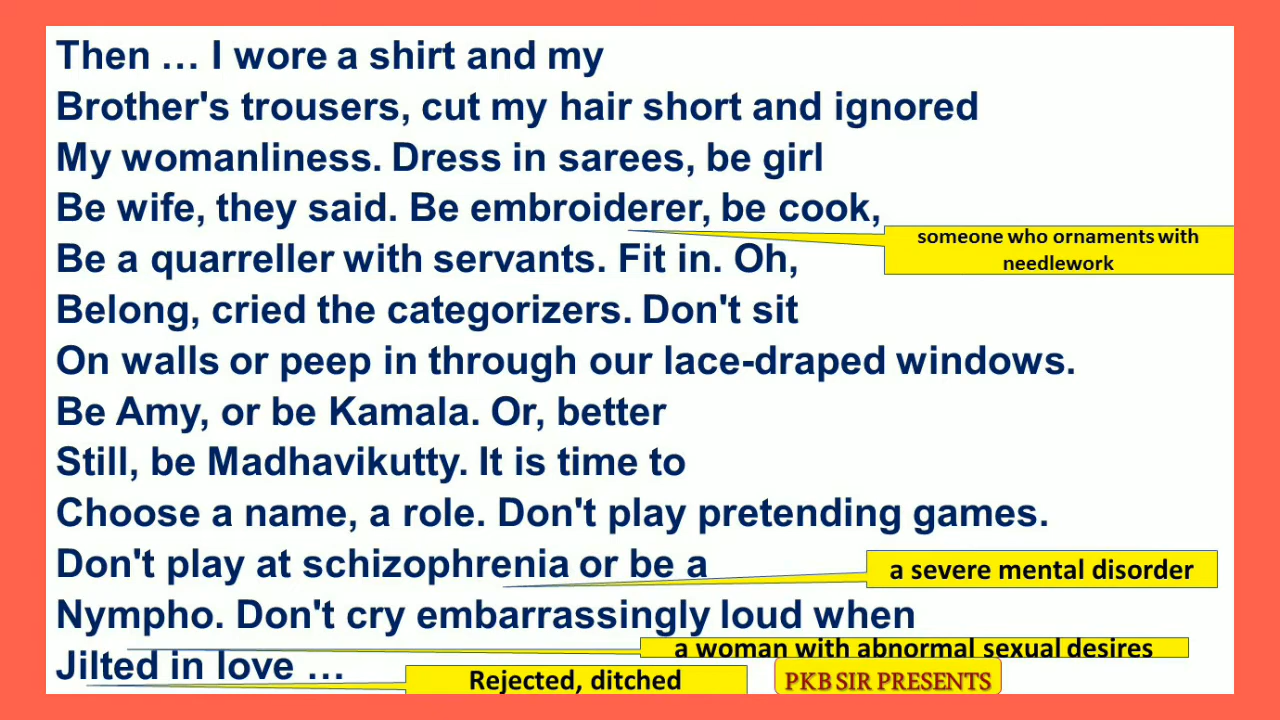 Then … I wore a shirt and my
Brother's trousers, cut my hair short and ignored
My womanliness. Dress in sarees, be girl
Be wife, they said. Be embroiderer, be cook,
someone who ornaments with
needlework
Be a quarreller with servants. Fit in. Oh,
Belong, cried the categorizers. Don't sit
On walls or peep in through our lace-draped windows.
Be Amy, or be Kamala. Or, better
Still, be Madhavikutty. It is time to
Choose a name, a role. Don't play pretending games.
Don't play at schizophrenia or be a
a severe mental disorder
Nympho. Don't cry embarrassingly loud when
a woman with abnormal sexual desires
Jilted in love …
Rejected, ditched
PKB SIR PRESENTS